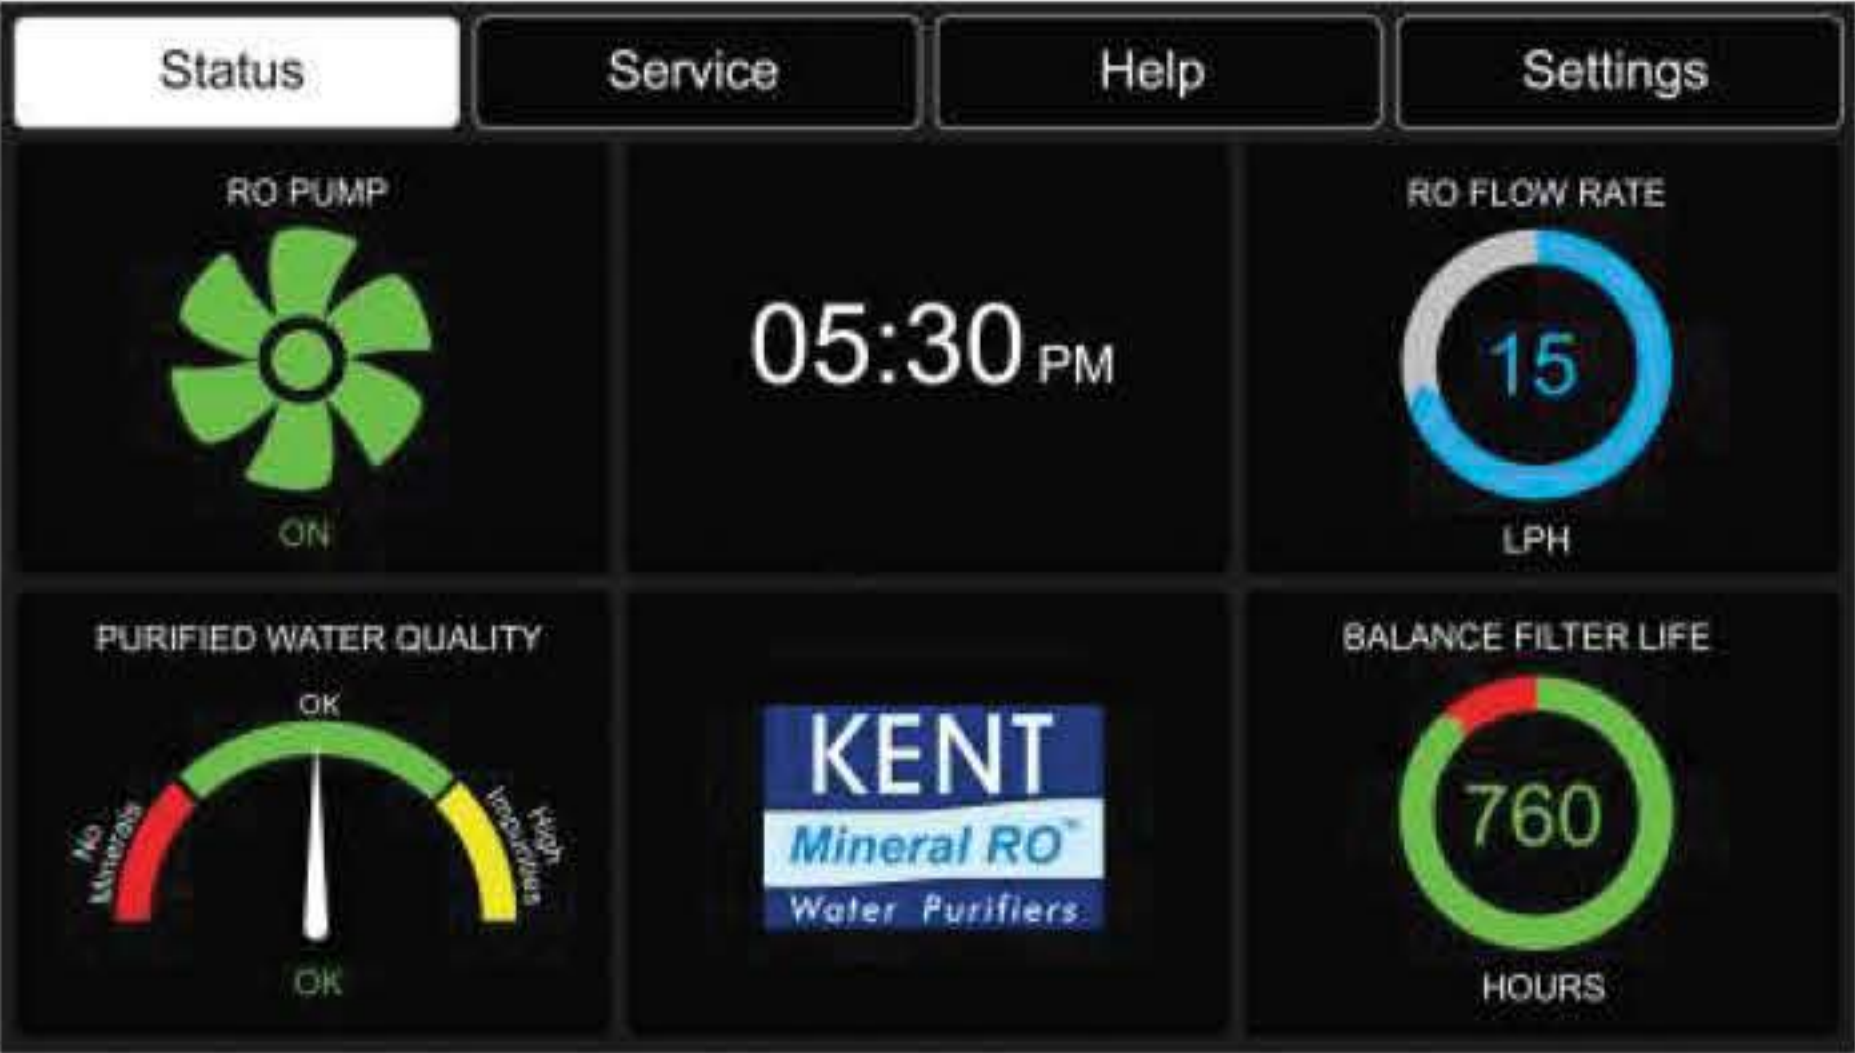 Status
Service
Help
Settings
RO PUMP
ON
05:30 PM
RO FLOW RATE
15
LPH
PURIFIED WATER QUALITY
OK
No
Minerals
High
Impurities
OK
KENT
Mineral RO™
Water Purifiers
BALANCE FILTER LIFE
760
HOURS